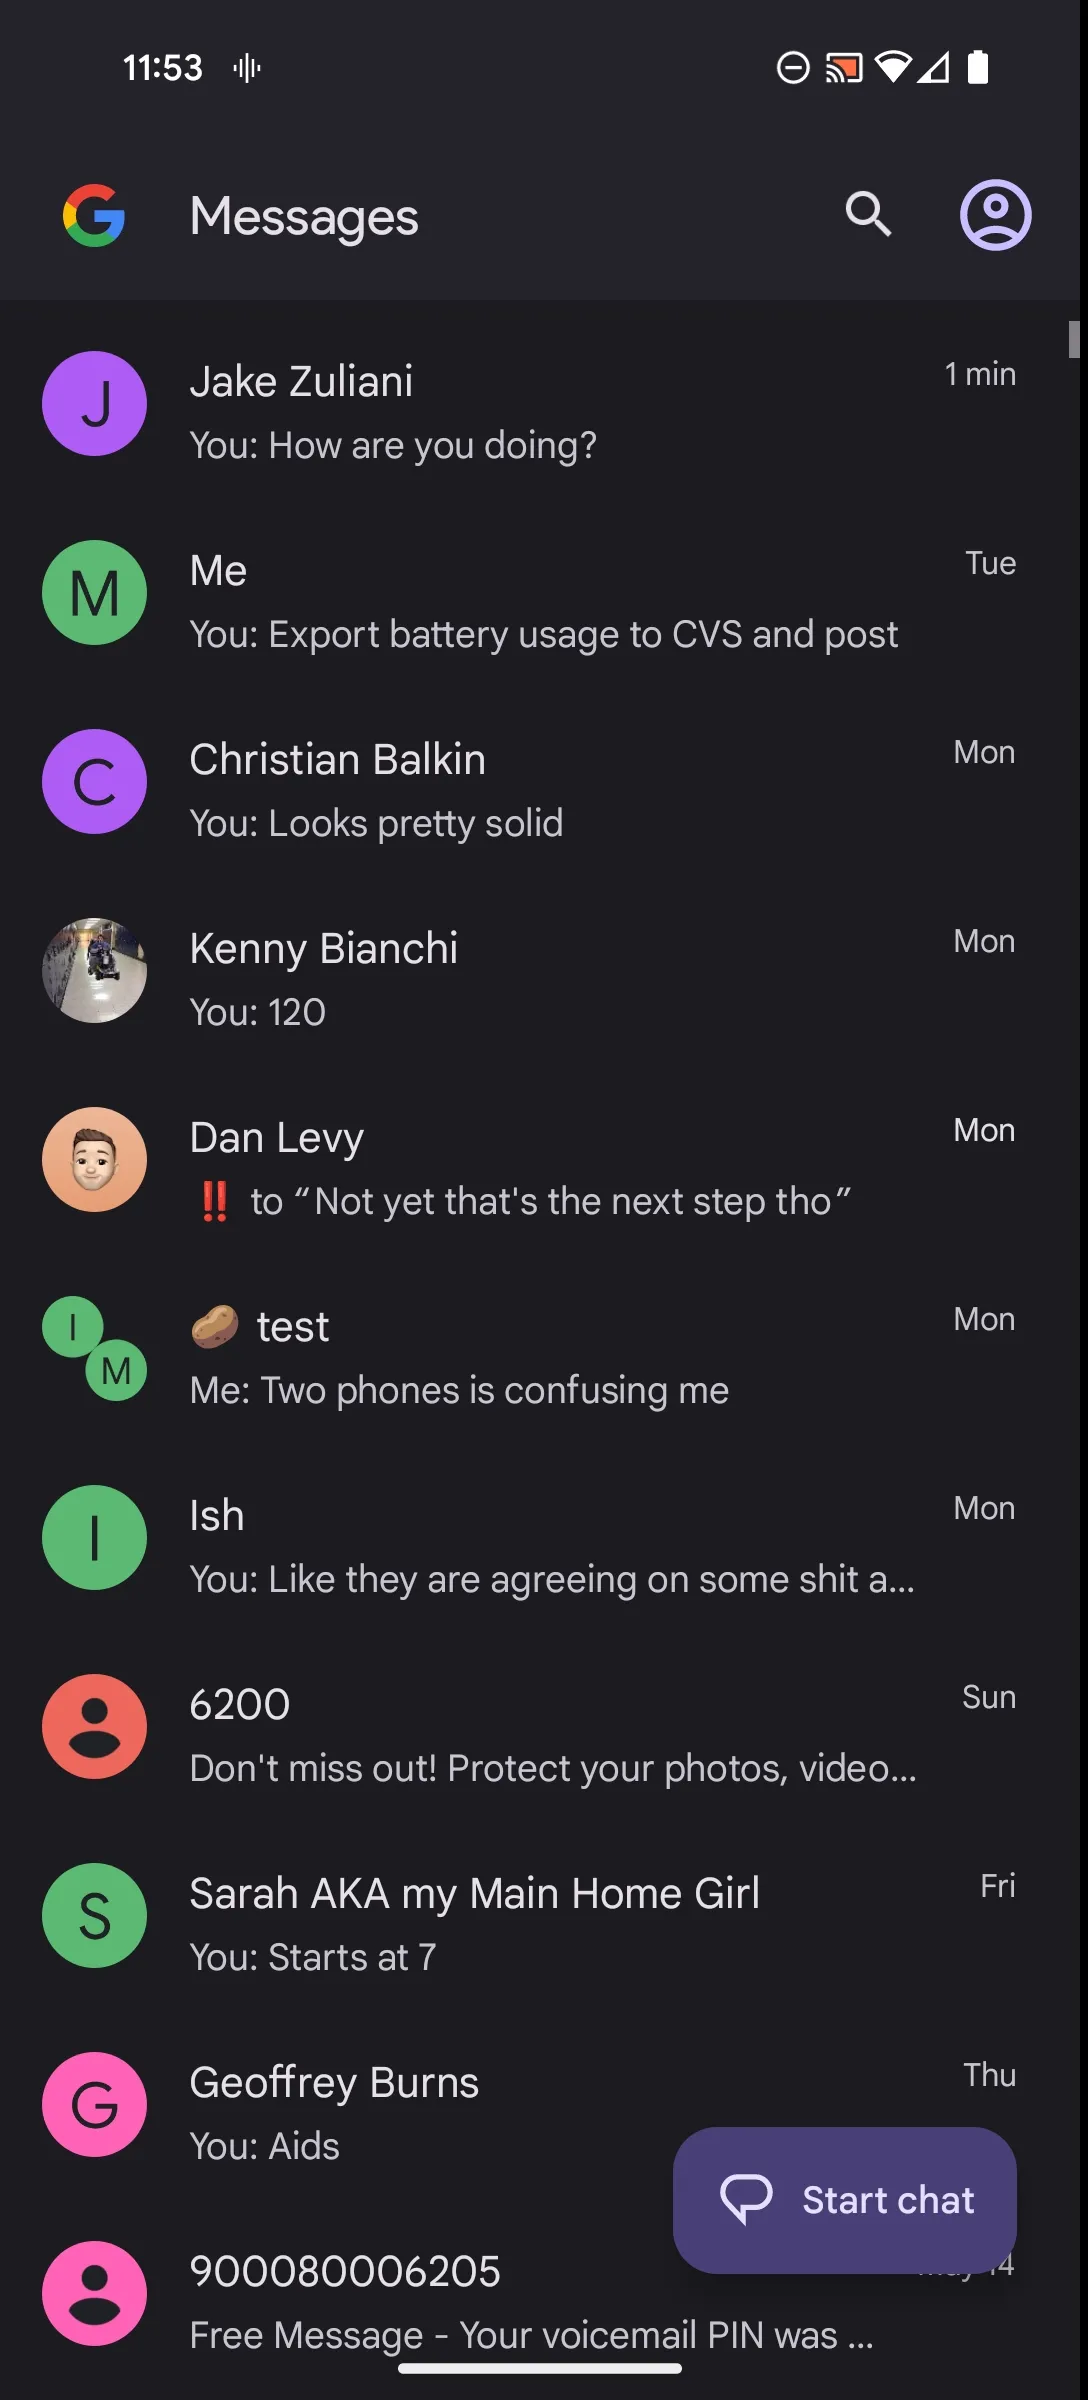 11:53
Messages
J
Jake Zuliani
1 min
You: How are you doing?
M
Me
Tue
You: Export battery usage to CVS and post
C
Christian Balkin
Mon
You: Looks pretty solid
Kenny Bianchi
Mon
You: 120
Dan Levy
Mon
‼️ to “Not yet that's the next step tho”
I
M
🥔 test
Mon
Me: Two phones is confusing me
I
Ish
Mon
You: Like they are agreeing on some shit a...
6200
Sun
Don't miss out! Protect your photos, video...
S
Sarah AKA my Main Home Girl
Fri
You: Starts at 7
G
Geoffrey Burns
Thu
You: Aids
Start chat
900080006205
Free Message - Your voicemail PIN was ...